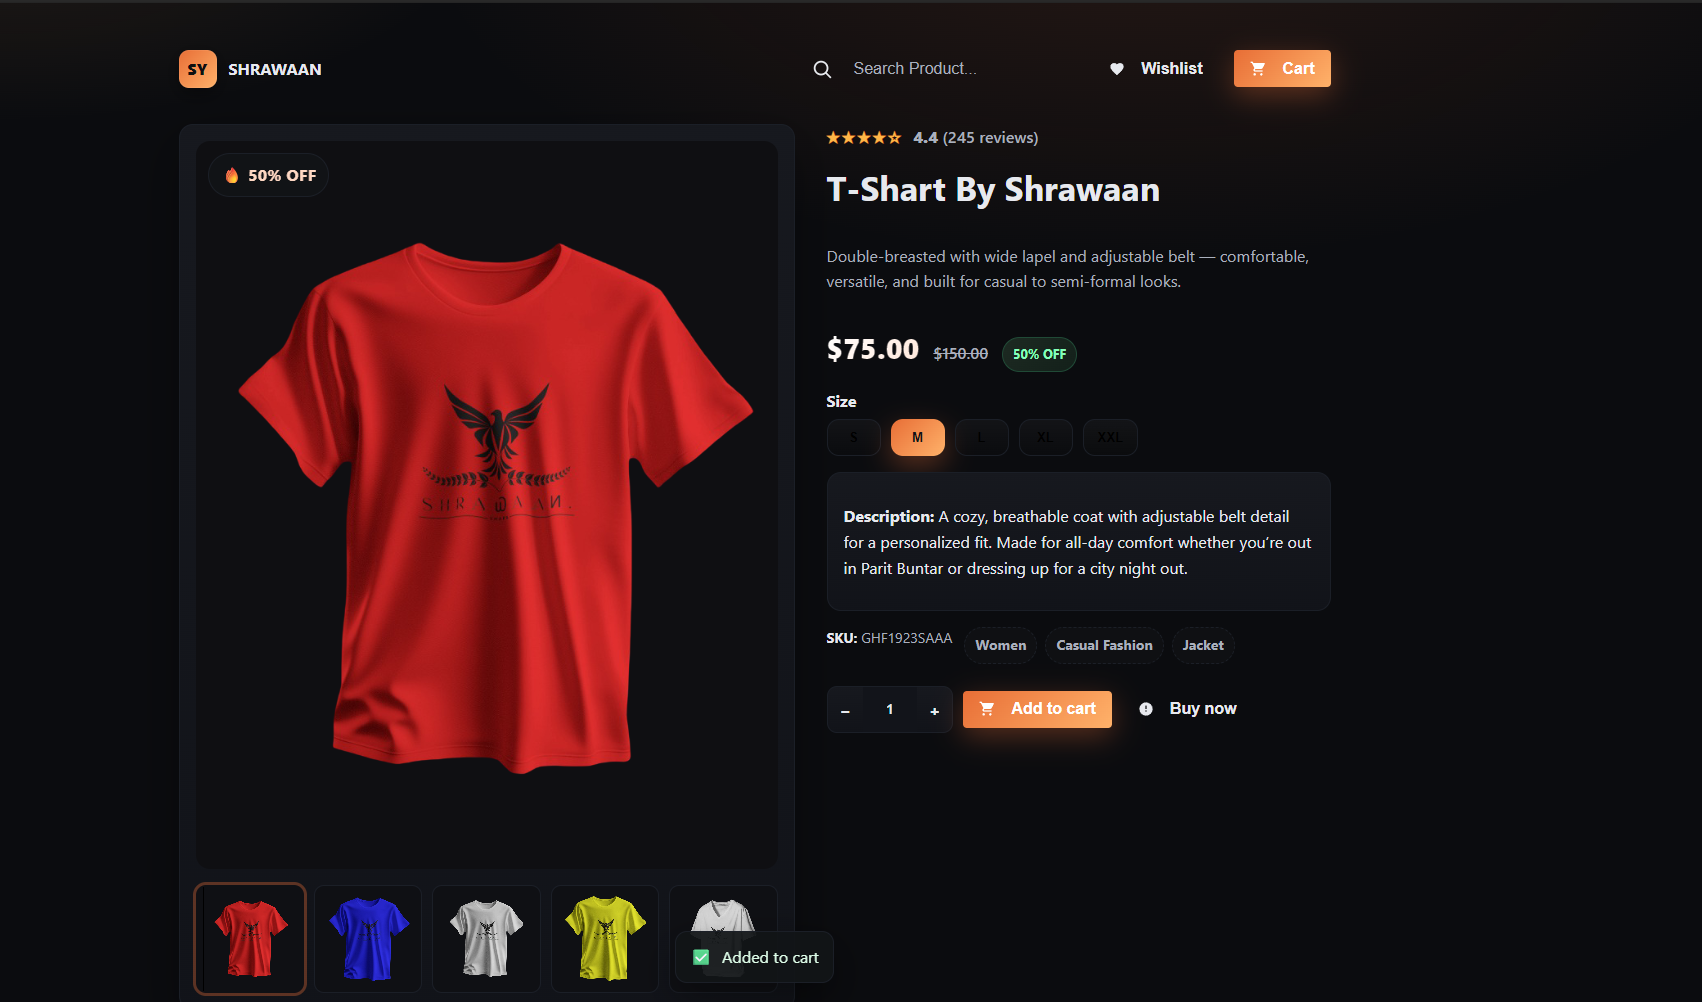 SY SHRAWAAN
Search Product...
Wishlist
Cart
50% OFF
SHRAWAAN.
★★★★☆ 4.4 (245 reviews)
T-Shart By Shrawaan
Double-breasted with wide lapel and adjustable belt — comfortable,
versatile, and built for casual to semi-formal looks.
$75.00 $150.00 50% OFF
Size
S M L XL XXL
Description: A cozy, breathable coat with adjustable belt detail
for a personalized fit. Made for all-day comfort whether you’re out
in Parit Buntar or dressing up for a city night out.
SKU: GHF1923SAAA Women Casual Fashion Jacket
– 1 + Add to cart Buy now
Added to cart